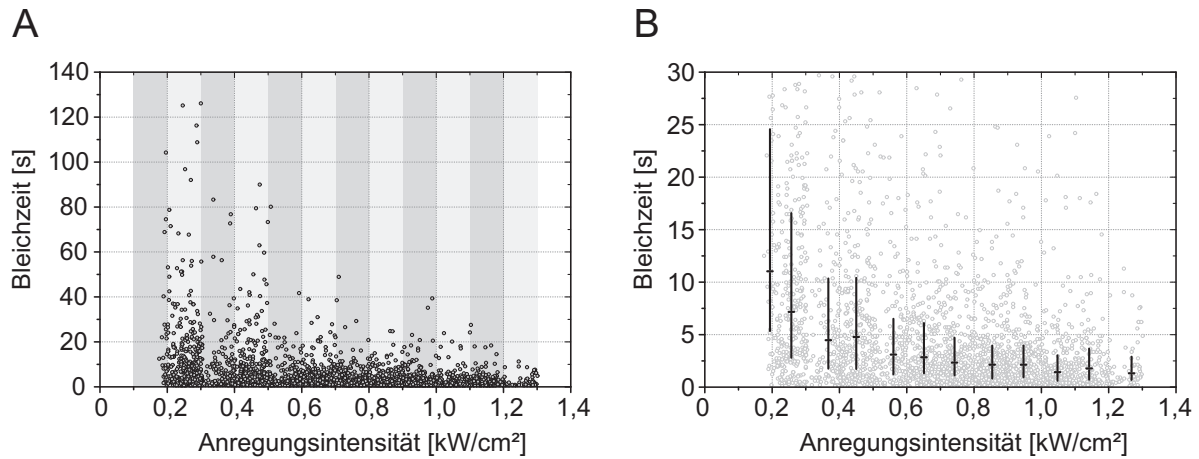 A
Bleichzeit [s]
140
120
100
80
60
40
20
0
0 0,2 0,4 0,6 0,8 1,0 1,2 1,4
Anregungsintensität [kW/cm²]
B
Bleichzeit [s]
30
25
20
15
10
5
0
0 0,2 0,4 0,6 0,8 1,0 1,2 1,4
Anregungsintensität [kW/cm²]